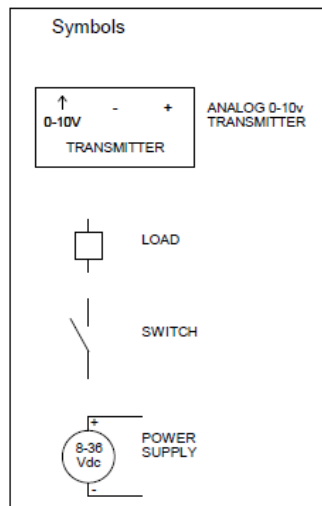 Symbols
↑ - +
0-10V
TRANSMITTER
ANALOG 0-10v
TRANSMITTER
LOAD
SWITCH
+
8-36
Vdc
-
POWER
SUPPLY